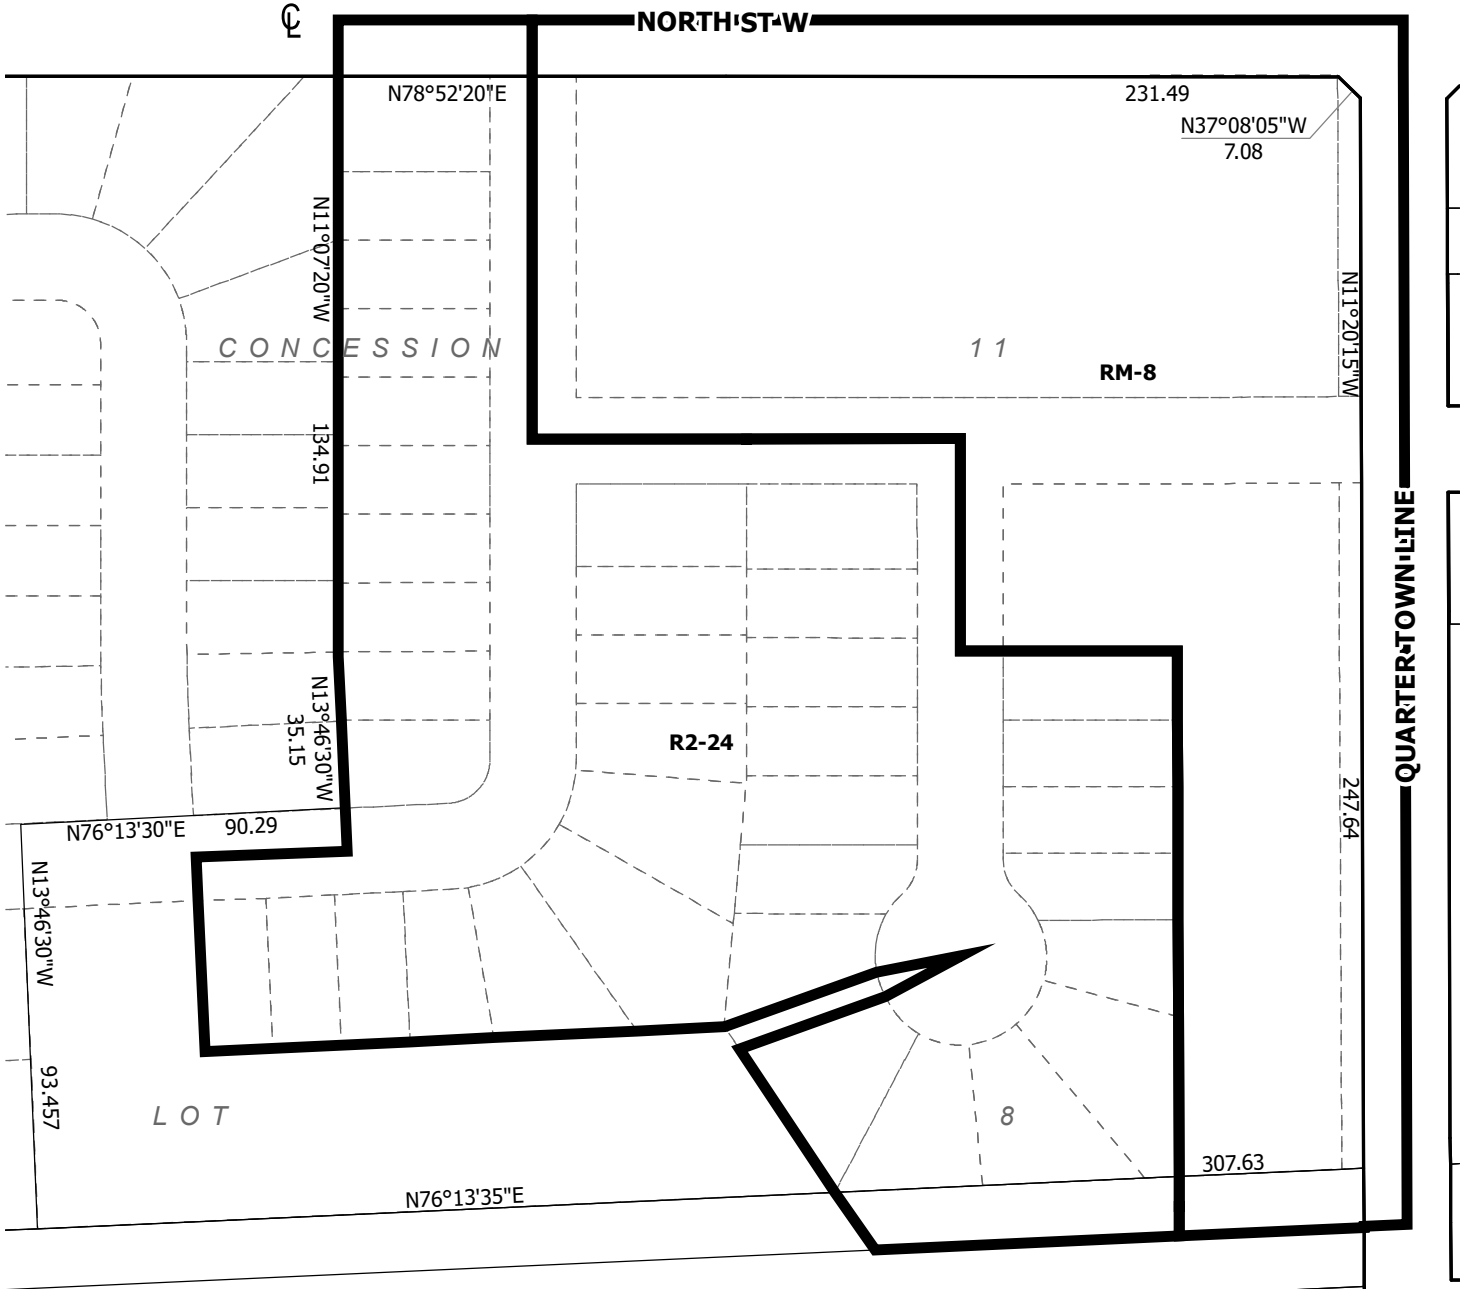 ℄
NORTH ST W
N78°52'20"E
231.49
N37°08'05"W
7.08
N11°07'20"W
N11°20'15"W
CONCESSION
11
RM-8
134.91
QUARTER TOWN LINE
N13°46'30"W
35.15
R2-24
247.64
N76°13'30"E
90.29
N13°46'30"W
93.457
LOT
8
307.63
N76°13'35"E